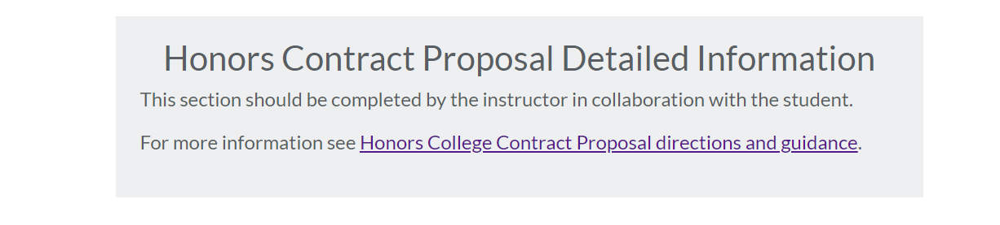 Honors Contract Proposal Detailed Information
This section should be completed by the instructor in collaboration with the student.
For more information see Honors College Contract Proposal directions and guidance.